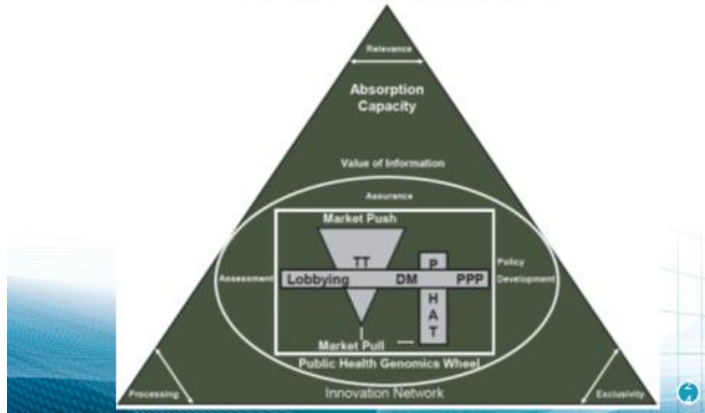 Relevance
Absorption
Capacity
Value of Information
Assurance
Market Push
TT
P
Policy
Assessment
Lobbying DM PPP
Development
H
A
T
Market Pull
Public Health Genomics Wheel
Processing
Innovation Network
Exclusivity
24